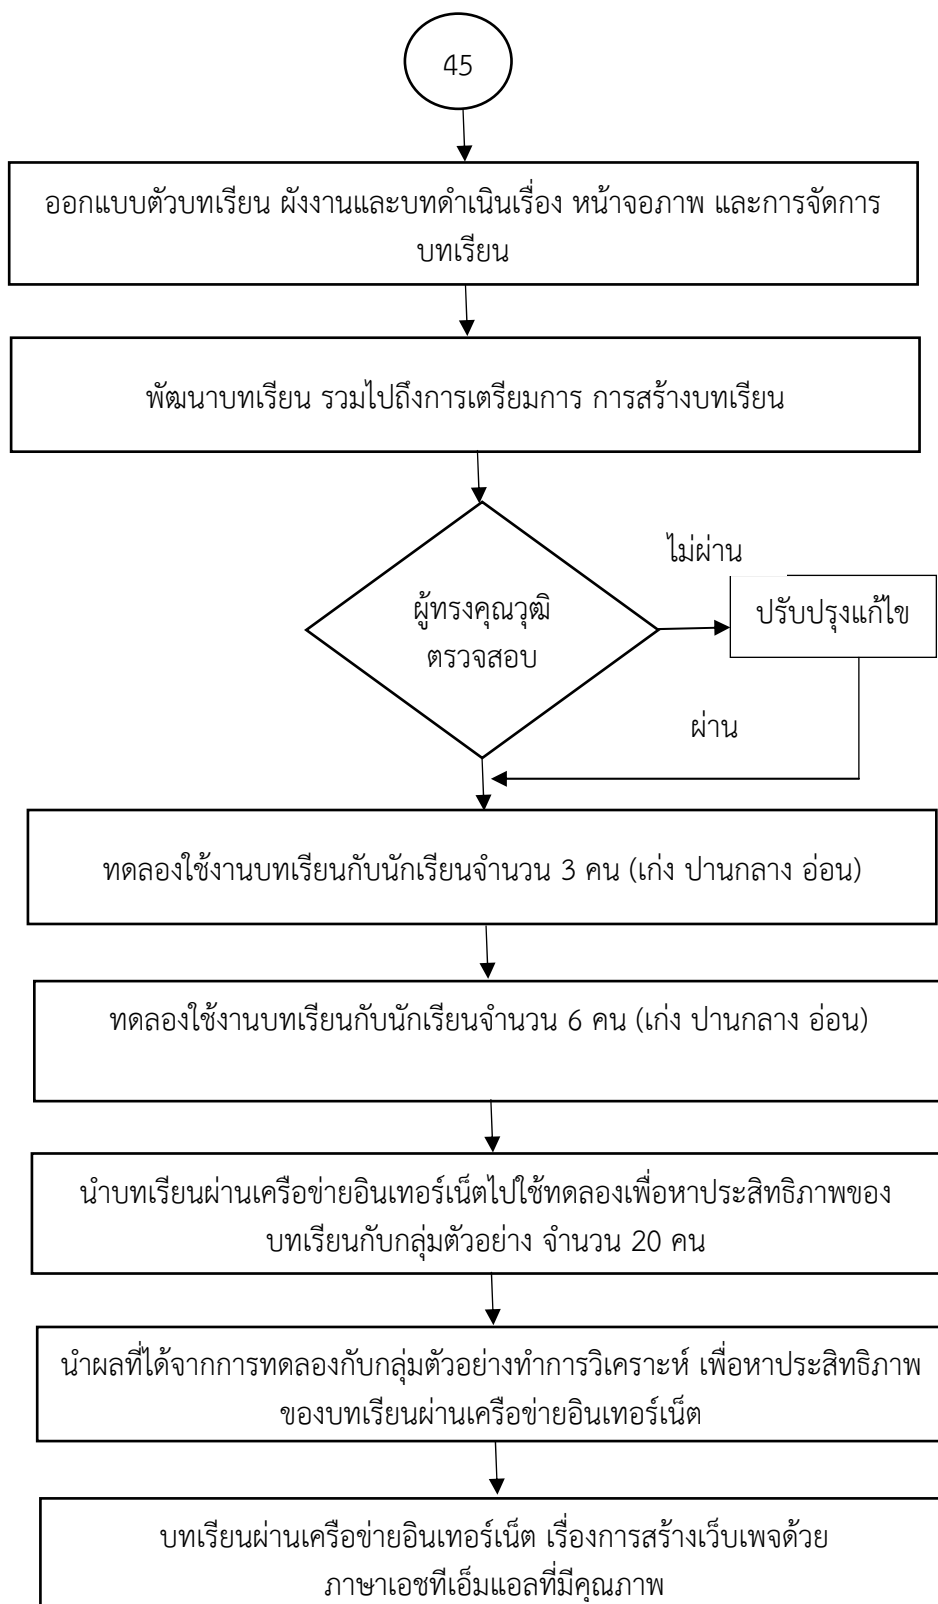 45
ออกแบบตัวบทเรียน ผังงานและบทดำเนินเรื่อง หน้าจอภาพ และการจัดการ
บทเรียน
พัฒนาบทเรียน รวมไปถึงการเตรียมการ การสร้างบทเรียน
ไม่ผ่าน
ผู้ทรงคุณวุฒิ
ตรวจสอบ
ปรับปรุงแก้ไข
ผ่าน
ทดลองใช้งานบทเรียนกับนักเรียนจำนวน 3 คน (เก่ง ปานกลาง อ่อน)
ทดลองใช้งานบทเรียนกับนักเรียนจำนวน 6 คน (เก่ง ปานกลาง อ่อน)
นำบทเรียนผ่านเครือข่ายอินเทอร์เน็ตไปใช้ทดลองเพื่อหาประสิทธิภาพของ
บทเรียนกับกลุ่มตัวอย่าง จำนวน 20 คน
นำผลที่ได้จากการทดลองกับกลุ่มตัวอย่างทำการวิเคราะห์ เพื่อหาประสิทธิภาพ
ของบทเรียนผ่านเครือข่ายอินเทอร์เน็ต
บทเรียนผ่านเครือข่ายอินเทอร์เน็ต เรื่องการสร้างเว็บเพจด้วย
ภาษาเอชทีเอ็มแอลที่มีคุณภาพ